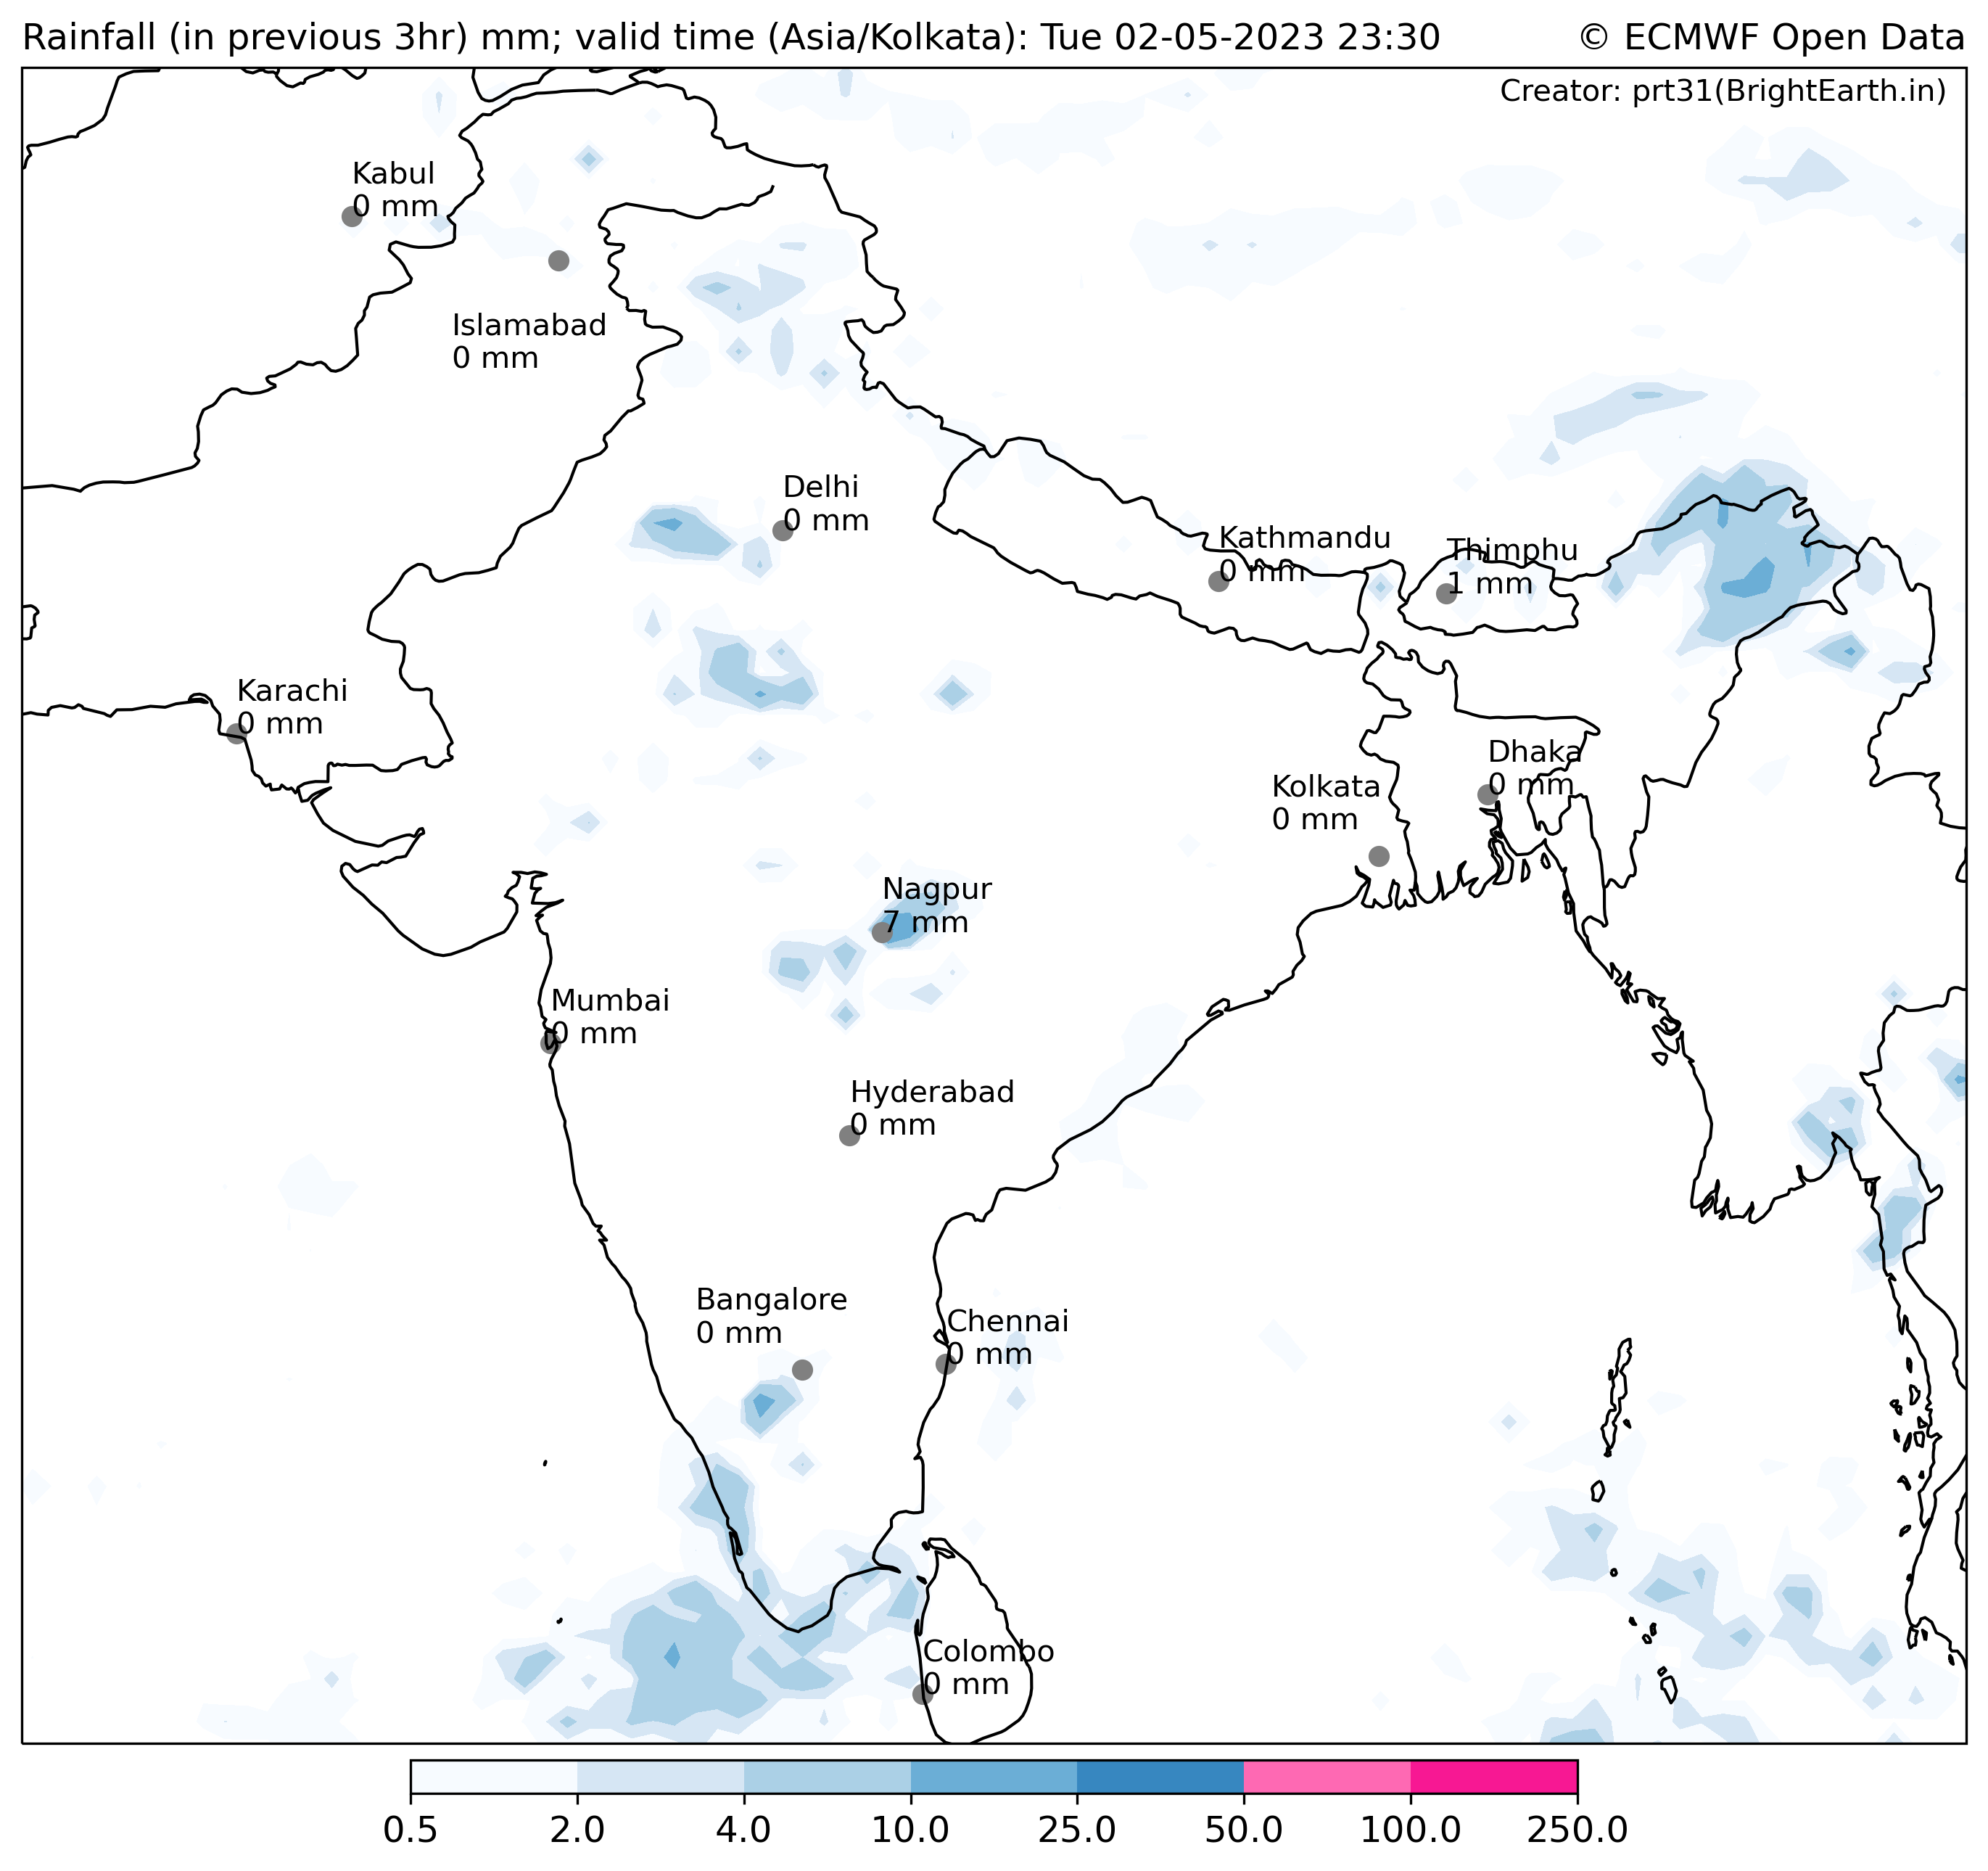 Rainfall (in previous 3hr) mm; valid time (Asia/Kolkata): Tue 02-05-2023 23:30 © ECMWF Open Data
Creator: prt31(BrightEarth.in)
Kabul
0 mm
Islamabad
0 mm
Delhi
0 mm
Kathmandu
0 mm
Thimphu
1 mm
Karachi
0 mm
Dhaka
0 mm
Kolkata
0 mm
Nagpur
7 mm
Mumbai
0 mm
Hyderabad
0 mm
Bangalore
0 mm
Chennai
0 mm
Colombo
0 mm
0.5 2.0 4.0 10.0 25.0 50.0 100.0 250.0